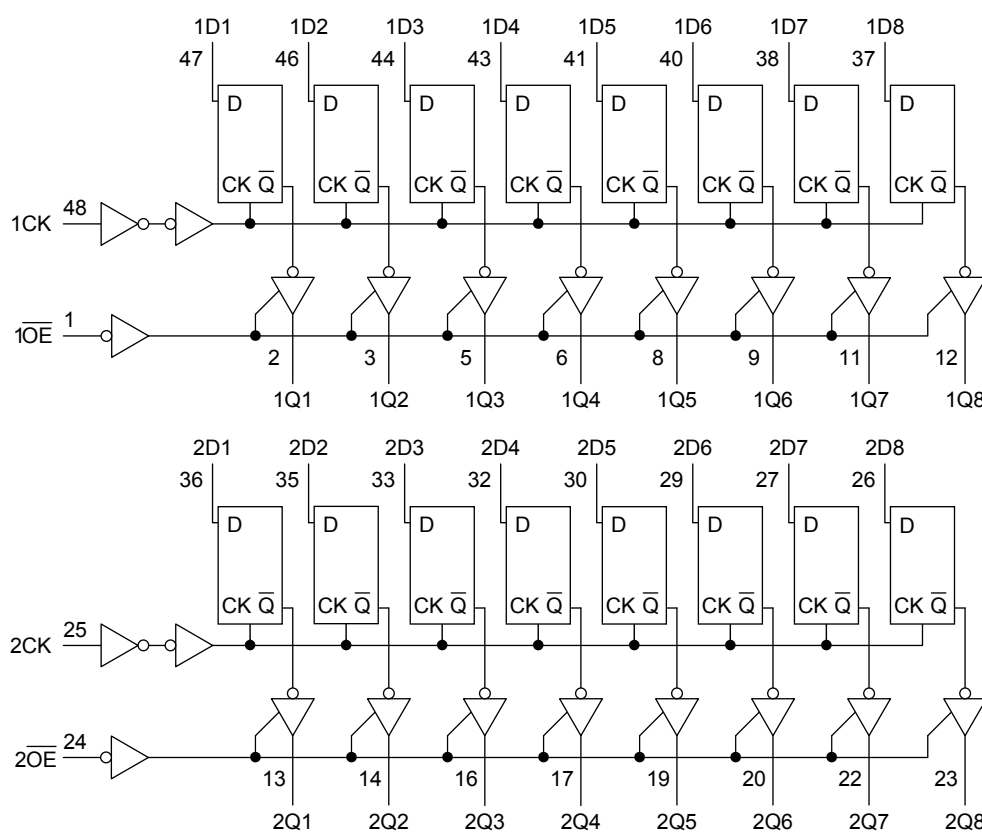 1D1 1D2 1D3 1D4 1D5 1D6 1D7 1D8
47 46 44 43 41 40 38 37
D D D D D D D D
CK Q̅ CK Q̅ CK Q̅ CK Q̅ CK Q̅ CK Q̅ CK Q̅ CK Q̅
1CK 48
1O̅E̅ 1
2 3 5 6 8 9 11 12
1Q1 1Q2 1Q3 1Q4 1Q5 1Q6 1Q7 1Q8
2D1 2D2 2D3 2D4 2D5 2D6 2D7 2D8
36 35 33 32 30 29 27 26
D D D D D D D D
CK Q̅ CK Q̅ CK Q̅ CK Q̅ CK Q̅ CK Q̅ CK Q̅ CK Q̅
2CK 25
2O̅E̅ 24
13 14 16 17 19 20 22 23
2Q1 2Q2 2Q3 2Q4 2Q5 2Q6 2Q7 2Q8